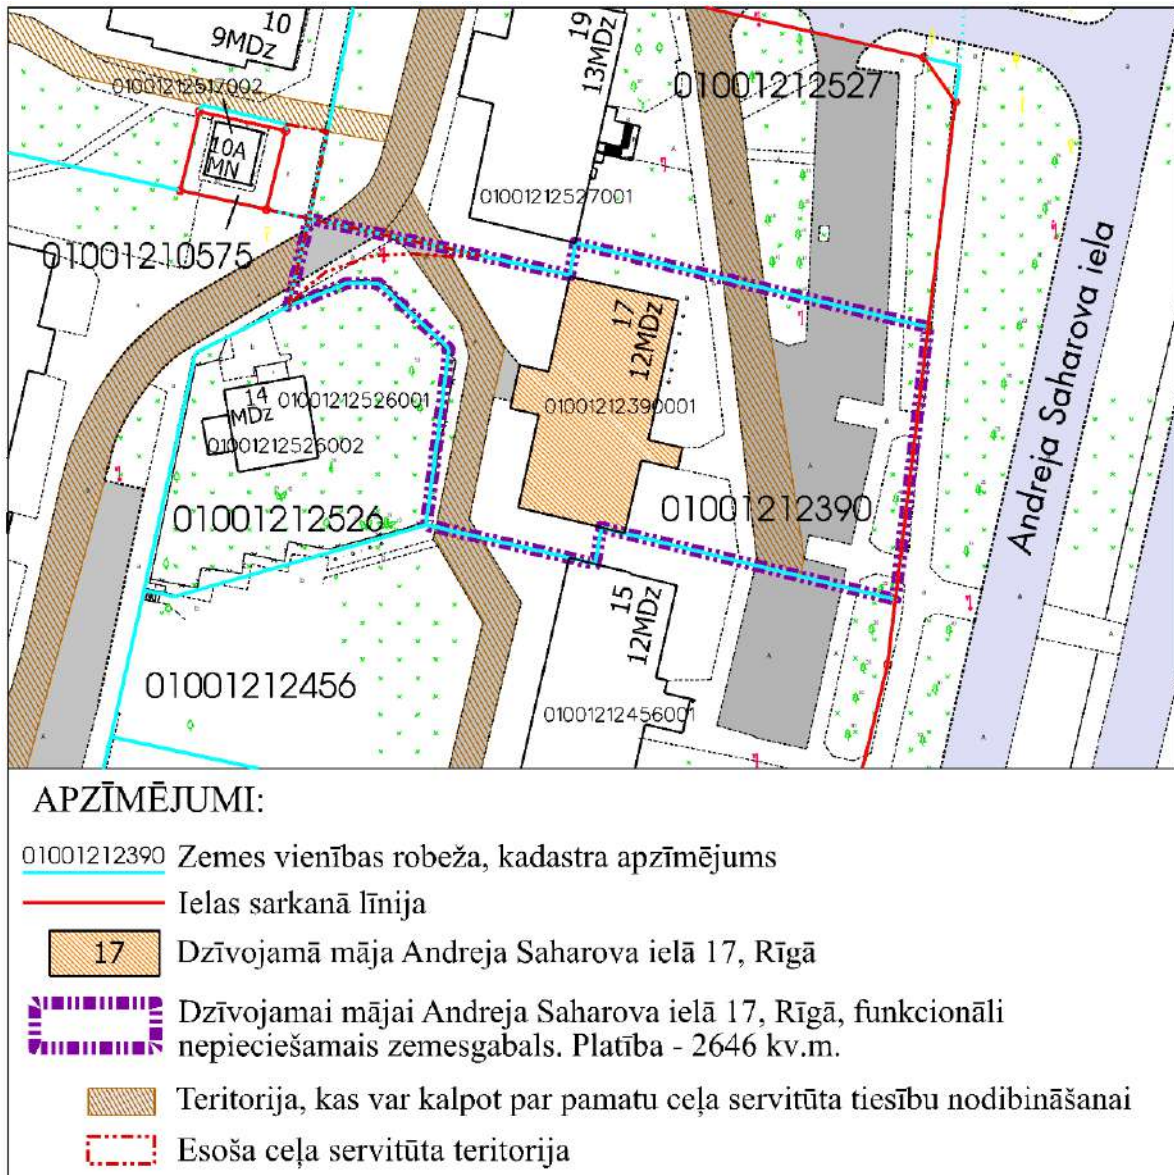 10
9MDz
19
13MDz
01001212527
01001212517002
10A
MN
01001212527001
01001210575
Andreja Saharova iela
17
12MDz
14
MDz
01001212526001
01001212390001
01001212526002
01001212526
01001212390
15
12MDz
01001212456
01001212456001
APZĪMĒJUMI:
01001212390 Zemes vienības robeža, kadastra apzīmējums
Ielas sarkanā līnija
17 Dzīvojamā māja Andreja Saharova ielā 17, Rīgā
Dzīvojamai mājai Andreja Saharova ielā 17, Rīgā, funkcionāli
nepieciešamais zemesgabals. Platība - 2646 kv.m.
Teritorija, kas var kalpot par pamatu ceļa servitūta tiesību nodibināšanai
Esoša ceļa servitūta teritorija